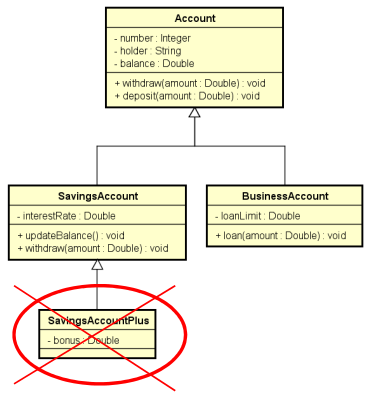 Account
- number : Integer
- holder : String
- balance : Double
+ withdraw(amount : Double) : void
+ deposit(amount : Double) : void
SavingsAccount
- interestRate : Double
+ updateBalance() : void
+ withdraw(amount : Double) : void
BusinessAccount
- loanLimit : Double
+ loan(amount : Double) : void
SavingsAccountPlus
- bonus : Double